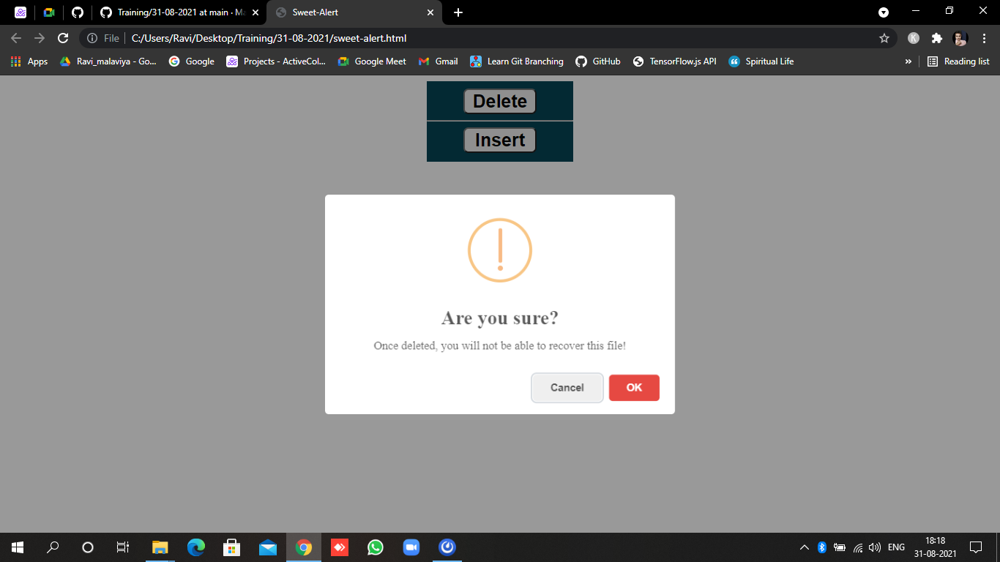 Training/31-08-2021 at main · Ma
Sweet-Alert
File
C:/Users/Ravi/Desktop/Training/31-08-2021/sweet-alert.html
K
Apps
Ravi_malaviya - Go...
Google
Projects - ActiveCol...
Google Meet
Gmail
Learn Git Branching
GitHub
TensorFlow.js API
Spiritual Life
»
Reading list
Delete
Insert
Are you sure?
Once deleted, you will not be able to recover this file!
Cancel
OK
ENG
18:18
31-08-2021